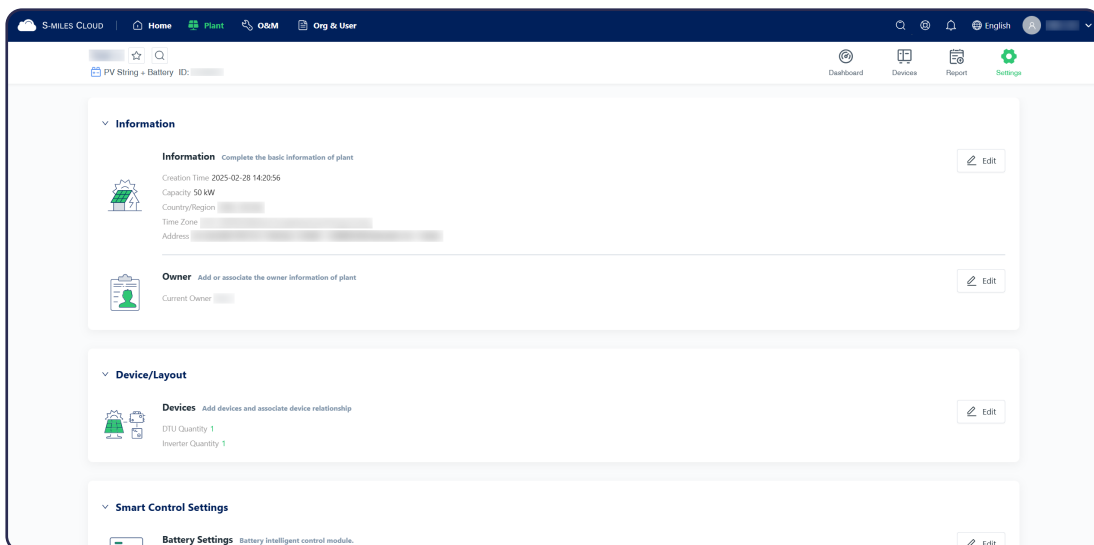 S-MILES CLOUD Home Plant O&M Org & User English
PV String + Battery ID:
Dashboard Devices Report Settings
Information
Information Complete the basic information of plant
Edit
Creation Time 2025-02-28 14:20:56
Capacity 50 kW
Country/Region
Time Zone
Address
Owner Add or associate the owner information of plant
Edit
Current Owner
Device/Layout
Devices Add devices and associate device relationship
Edit
DTU Quantity 1
Inverter Quantity 1
Smart Control Settings
Battery Settings Battery intelligent control module.
Edit